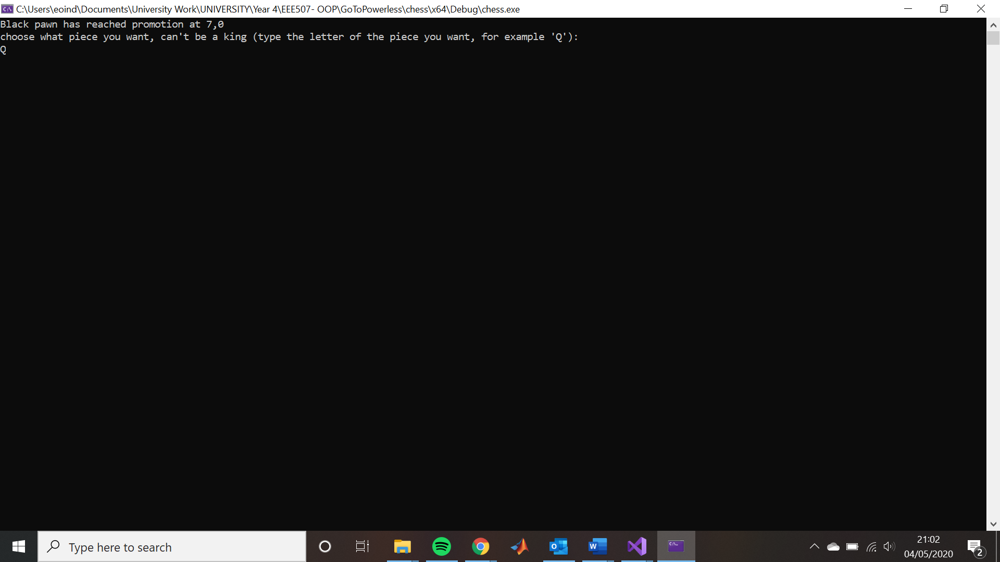 C:\Users\eoind\Documents\University Work\UNIVERSITY\Year 4\EEE507- OOP\GoToPowerless\chess\x64\Debug\chess.exe
Black pawn has reached promotion at 7,0
choose what piece you want, can't be a king (type the letter of the piece you want, for example 'Q'):
Q
Type here to search
21:02
04/05/2020
2